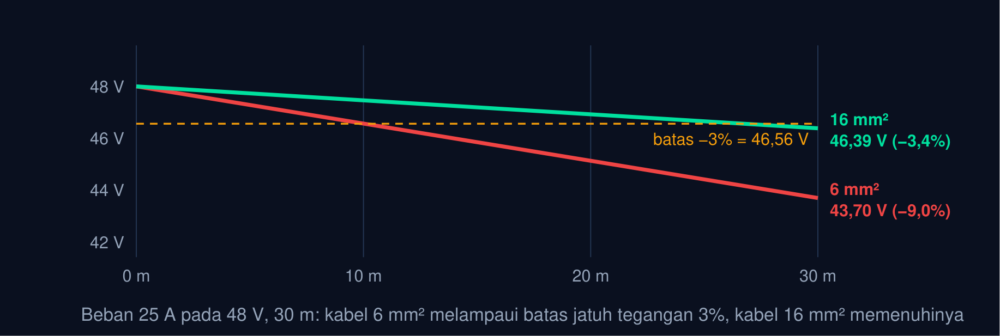 48 V
46 V
44 V
42 V
16 mm²
46,39 V (−3,4%)
batas −3% = 46,56 V
6 mm²
43,70 V (−9,0%)
0 m
10 m
20 m
30 m
Beban 25 A pada 48 V, 30 m: kabel 6 mm² melampaui batas jatuh tegangan 3%, kabel 16 mm² memenuhinya